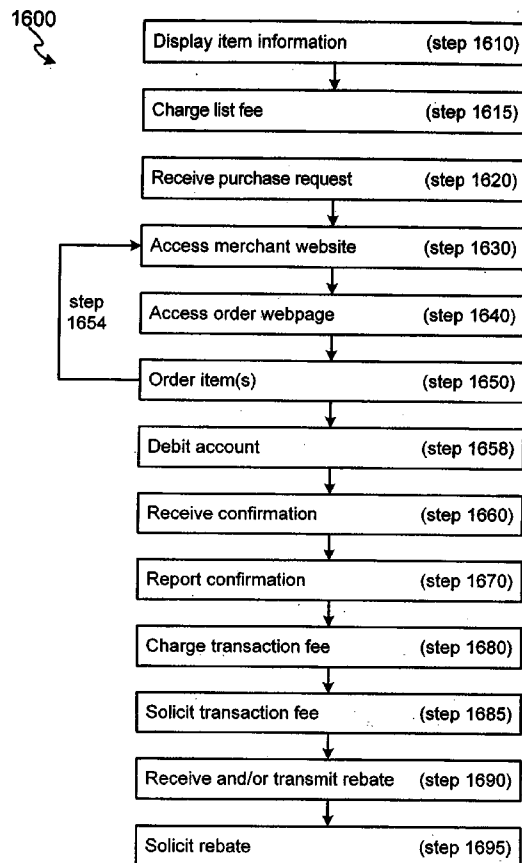 1600
Display item information (step 1610)
Charge list fee (step 1615)
Receive purchase request (step 1620)
Access merchant website (step 1630)
step
1654
Access order webpage (step 1640)
Order item(s) (step 1650)
Debit account (step 1658)
Receive confirmation (step 1660)
Report confirmation (step 1670)
Charge transaction fee (step 1680)
Solicit transaction fee (step 1685)
Receive and/or transmit rebate (step 1690)
Solicit rebate (step 1695)